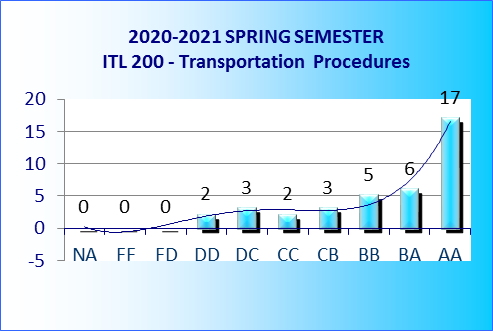 2020-2021 SPRING SEMESTER
ITL 200 - Transportation Procedures
20
15
10
5
0
-5
0 0 0 2 3 2 3 5 6 17
NA FF FD DD DC CC CB BB BA AA